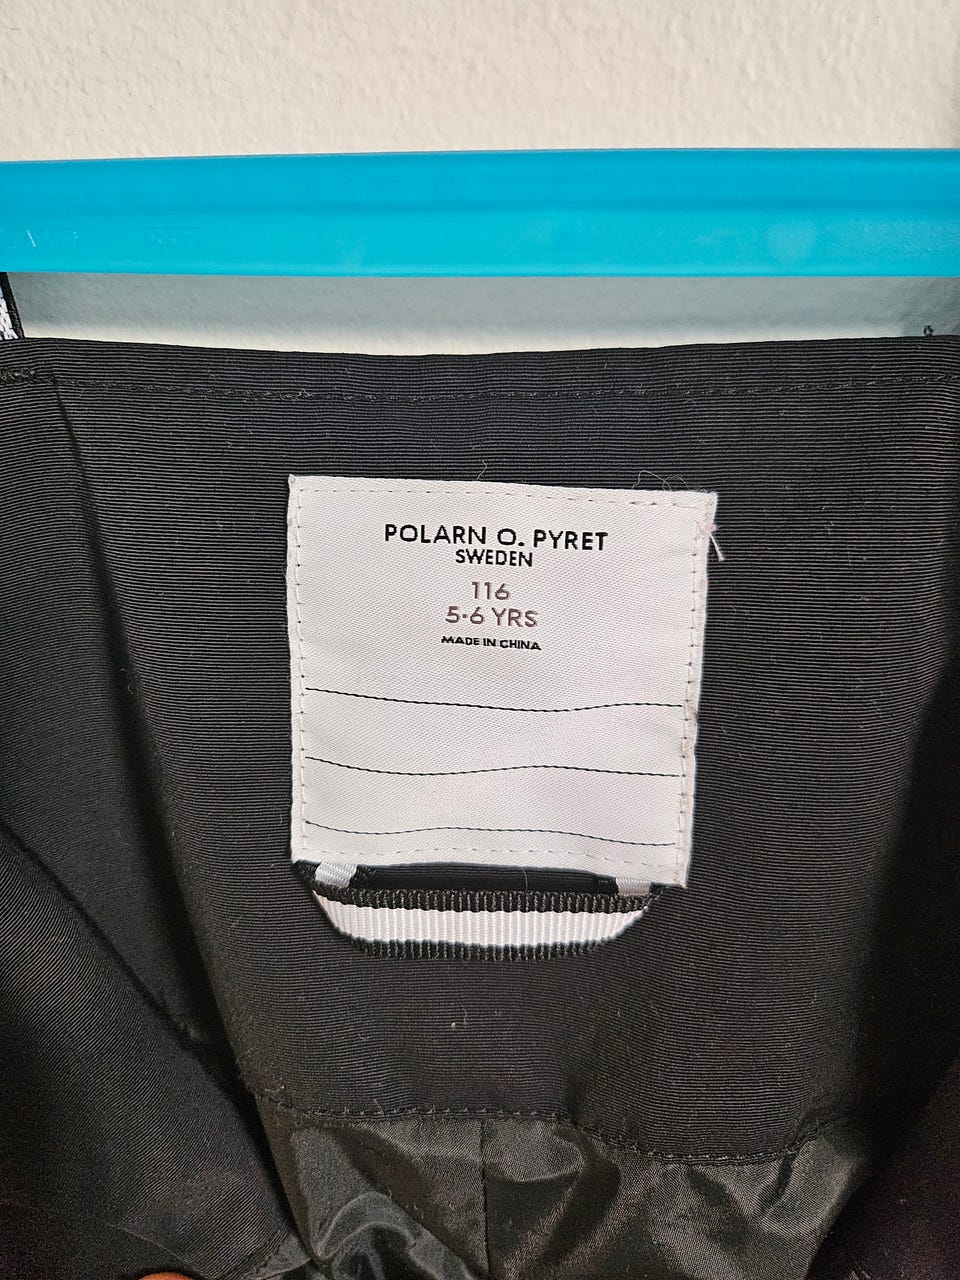 POLARN O. PYRET
SWEDEN
116
5-6 YRS
MADE IN CHINA